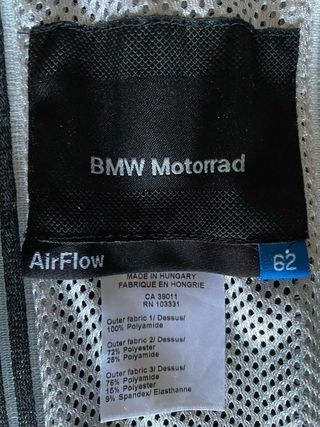 BMW Motorrad
AirFlow 62
MADE IN HUNGARY
FABRIQUE EN HONGRIE
CA 39011
RN 103331
Outer fabric 1/ Dessus/
100% Polyamide
Outer fabric 2/ Dessus/
72% Polyester
28% Polyamide
Outer fabric 3/ Dessus/
76% Polyamide
15% Polyester
9% Spandex/ Elasthanne